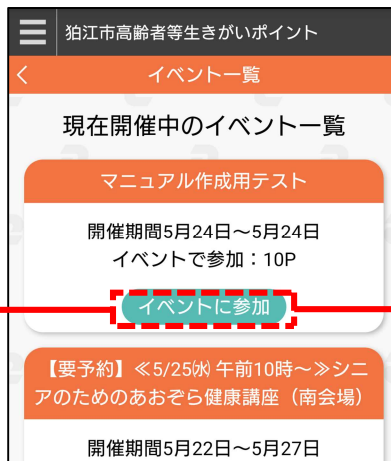 狛江市高齢者等生きがいポイント
イベント一覧
現在開催中のイベント一覧
マニュアル作成用テスト
開催期間5月24日～5月24日
イベントで参加：10P
イベントに参加
【要予約】≪5/25㈬ 午前10時～≫シニ
アのためのあおぞら健康講座（南会場）
開催期間5月22日～5月27日